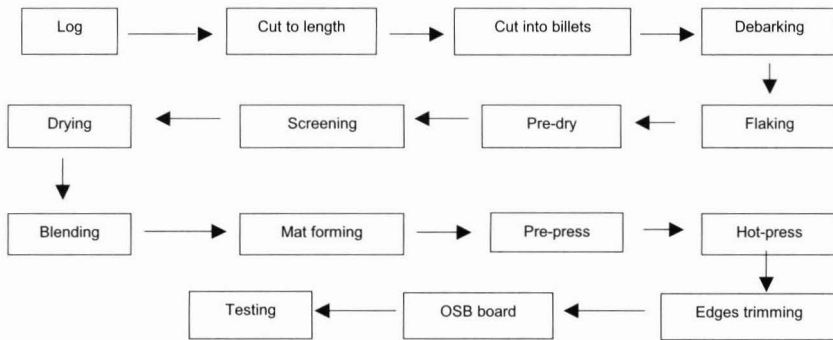 Log
Cut to length
Cut into billets
Debarking
Drying
Screening
Pre-dry
Flaking
Blending
Mat forming
Pre-press
Hot-press
Testing
OSB board
Edges trimming